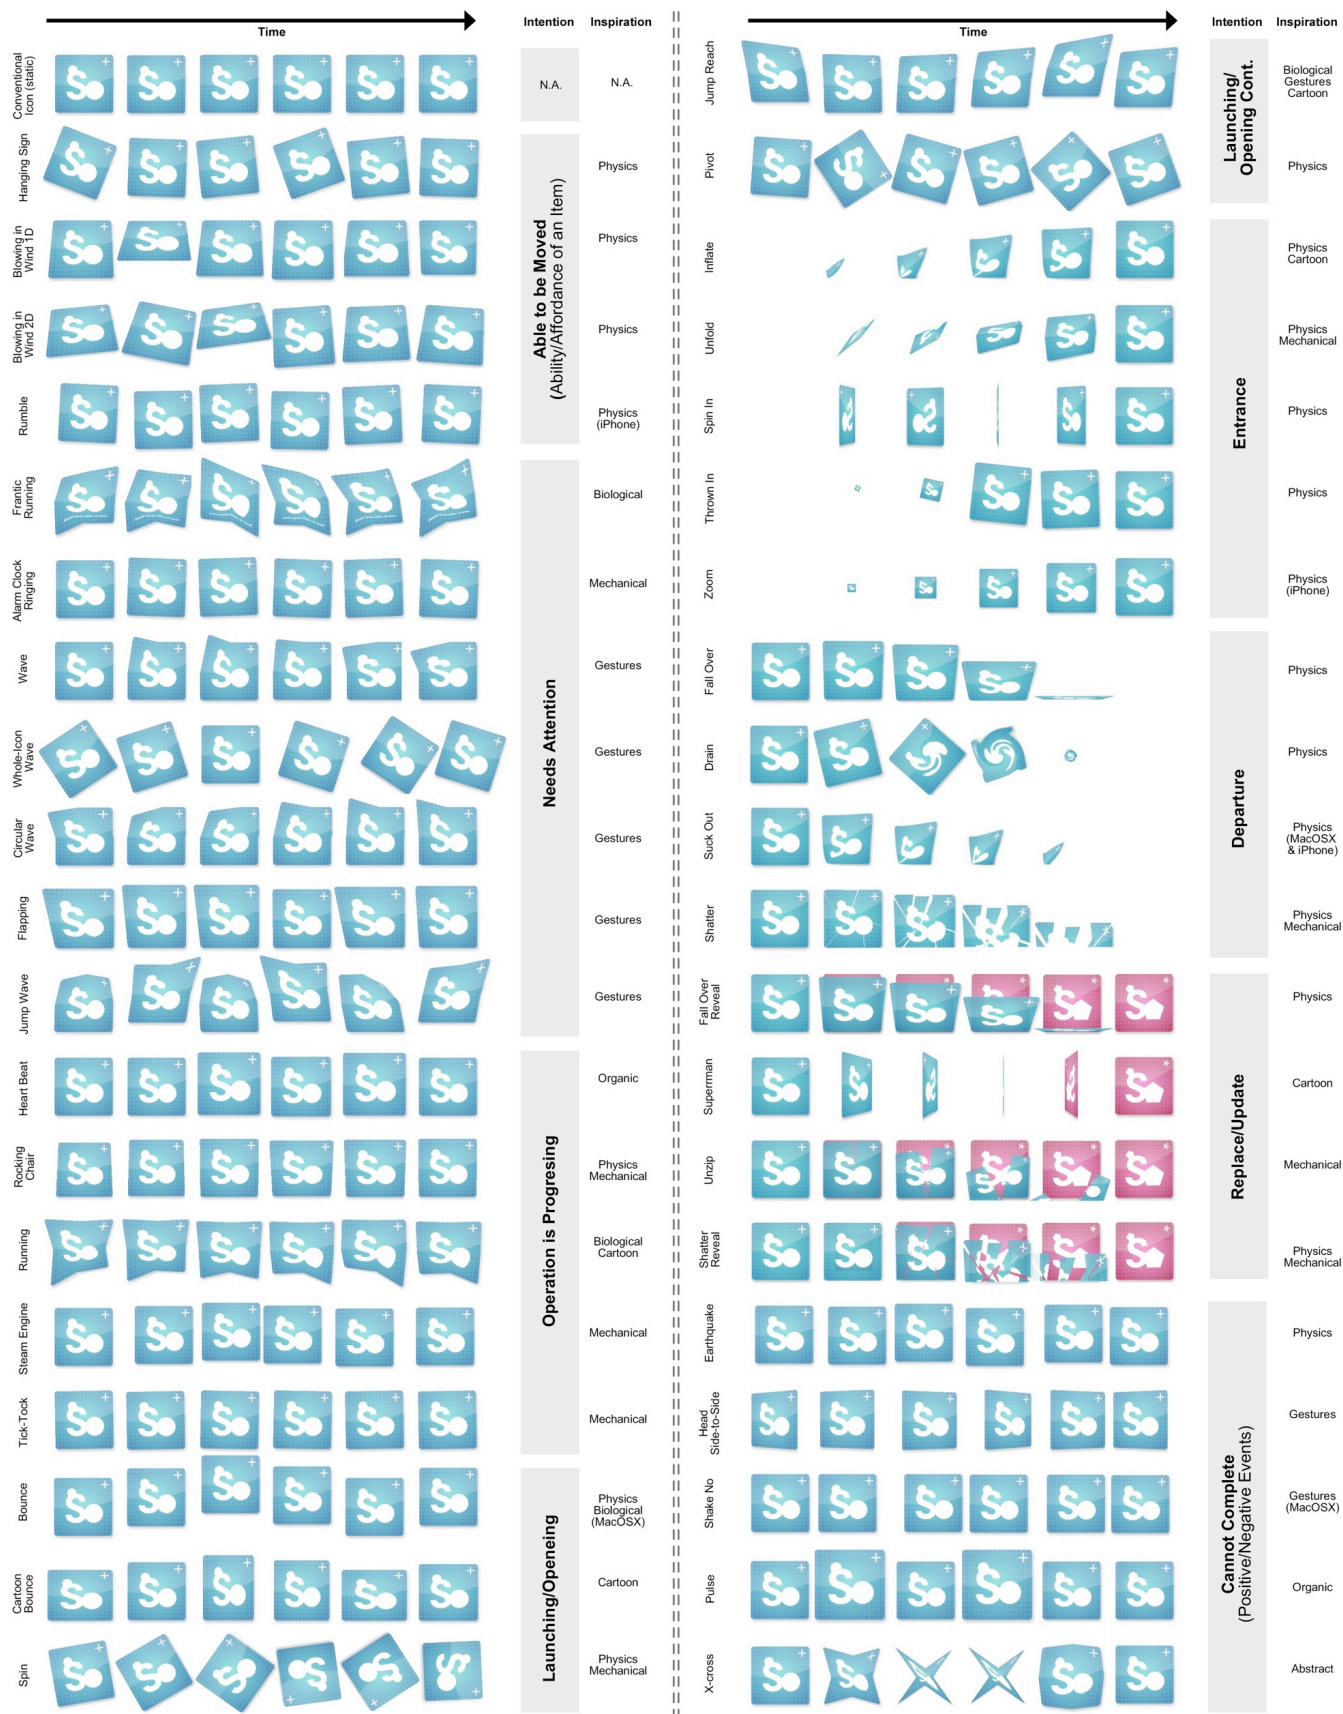 Time
Intention
Inspiration
Conventional
Icon (static)
N.A.
N.A.
Hanging Sign
Physics
Blowing in
Wind 1D
Physics
Blowing in
Wind 2D
Physics
Rumble
Physics
(iPhone)
Able to be Moved
(Ability/Affordance of an Item)
Frantic
Running
Biological
Alarm Clock
Ringing
Mechanical
Wave
Gestures
Whole-Icon
Wave
Gestures
Circular
Wave
Gestures
Flapping
Gestures
Jump Wave
Gestures
Needs Attention
Heart Beat
Organic
Rocking
Chair
Physics
Mechanical
Running
Biological
Cartoon
Steam Engine
Mechanical
Tick-Tock
Mechanical
Operation is Progresing
Bounce
Physics
Biological
(MacOSX)
Cartoon
Bounce
Cartoon
Spin
Physics
Mechanical
Launching/Openeing
Time
Intention
Inspiration
Jump Reach
Biological
Gestures
Cartoon
Pivot
Physics
Launching/
Opening Cont.
Inflate
Physics
Cartoon
Unfold
Physics
Mechanical
Spin In
Physics
Thrown In
Physics
Zoom
Physics
(iPhone)
Entrance
Fall Over
Physics
Drain
Physics
Suck Out
Physics
(MacOSX
& iPhone)
Shatter
Physics
Mechanical
Departure
Fall Over
Reveal
Physics
Superrman
Cartoon
Unzip
Mechanical
Shatter
Reveal
Physics
Mechanical
Replace/Update
Earthquake
Physics
Head
Side-to-Side
Gestures
Shake No
Gestures
(MacOSX)
Pulse
Organic
X-cross
Abstract
Cannot Complete
(Positive/Negative Events)